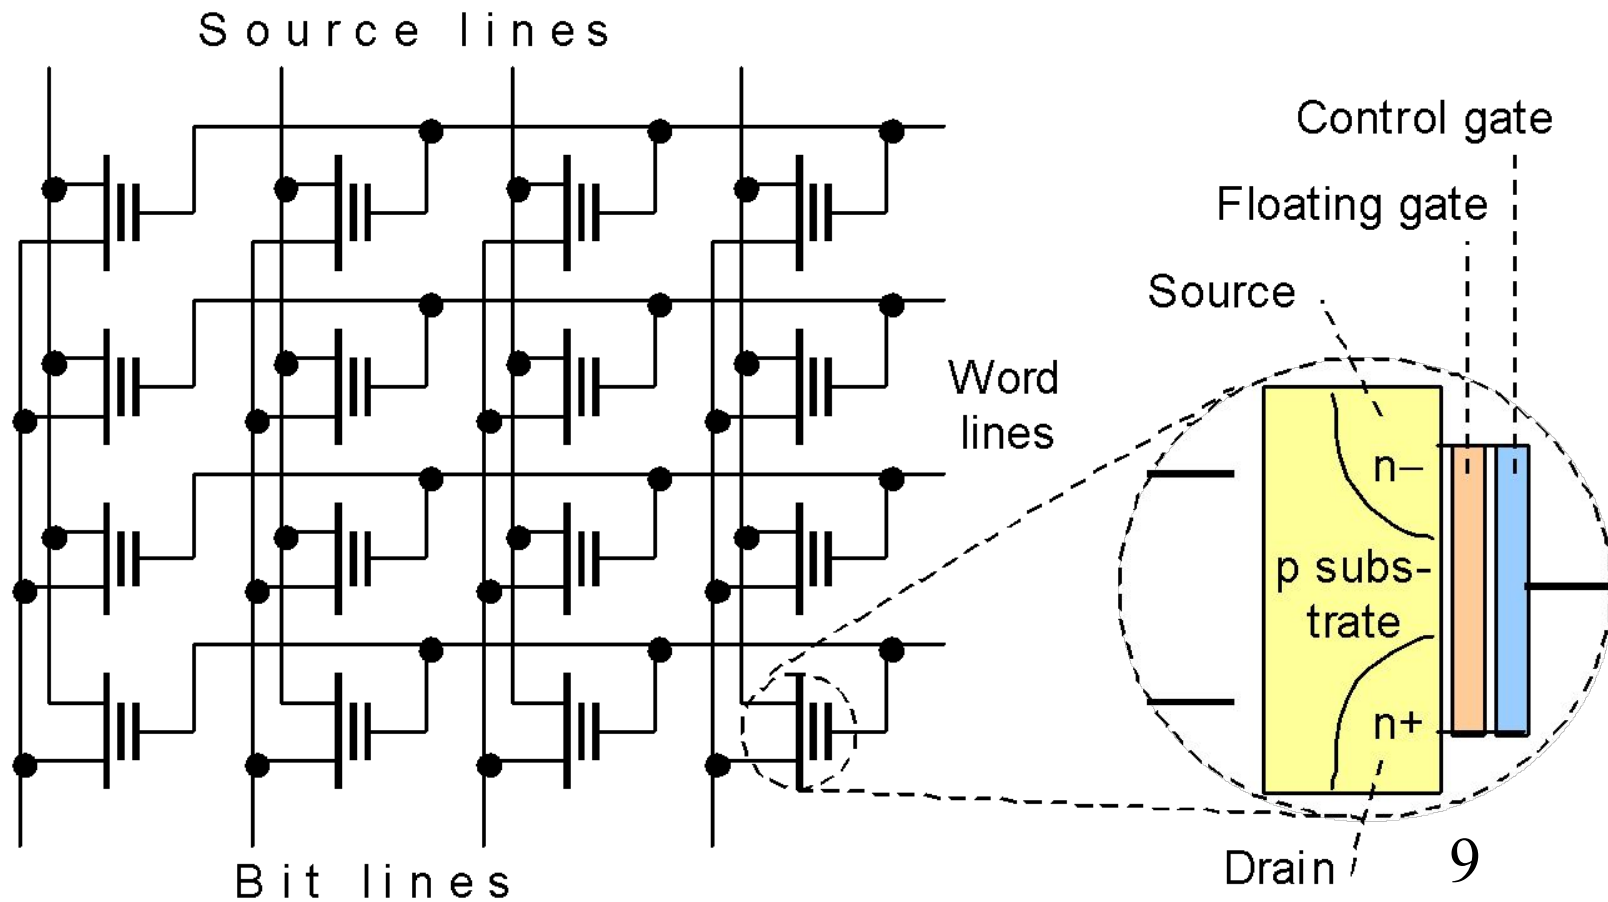 Source lines
Control gate
Floating gate
Source
Word
lines
n–
p subs-
trate
n+
Drain
9
Bit lines